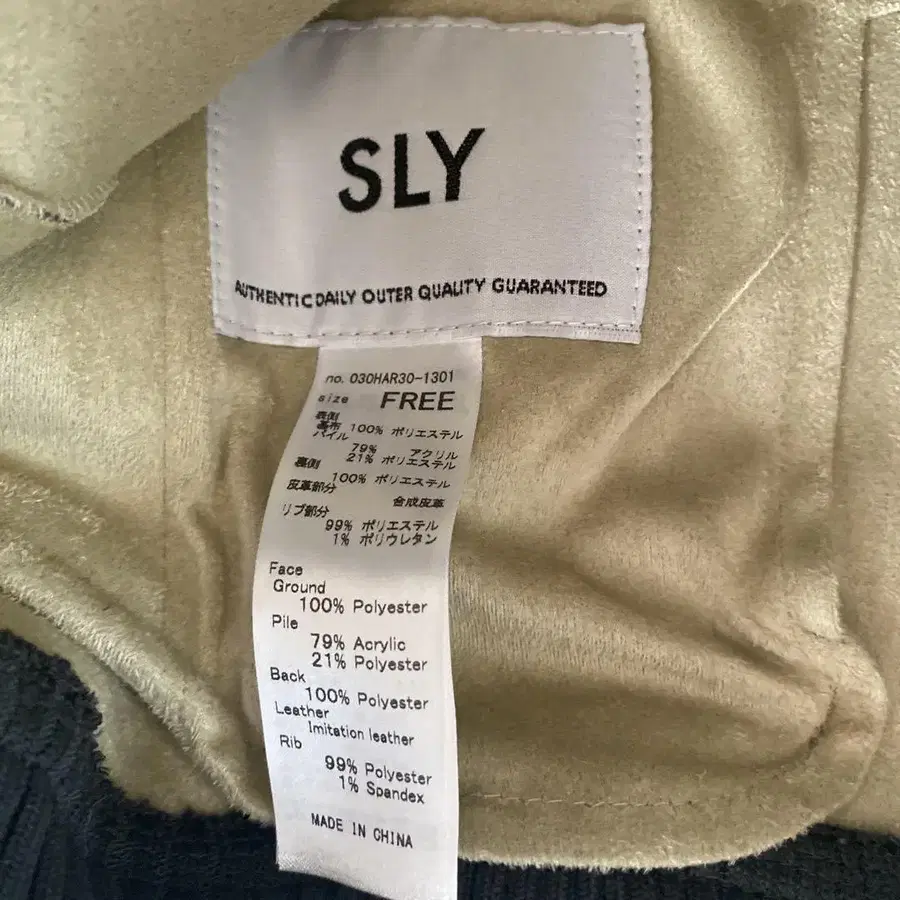 SLY
AUTHENTIC DAILY OUTER QUALITY GUARANTEED
no. 030HAR30-1301
size FREE
表側
基布 100% ポリエステル
パイル
79% アクリル
21% ポリエステル
裏側
100% ポリエステル
皮革部分
合成皮革
リブ部分
99% ポリエステル
1% ポリウレタン
Face
Ground
100% Polyester
Pile
79% Acrylic
21% Polyester
Back
100% Polyester
Leather
Imitation leather
Rib
99% Polyester
1% Spandex
MADE IN CHINA